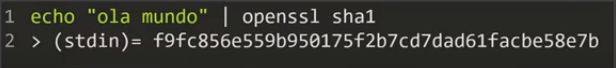 1 echo "ola mundo" | openssl sha1
2 > (stdin)= f9fc856e559b950175f2b7cd7dad61facbe58e7b